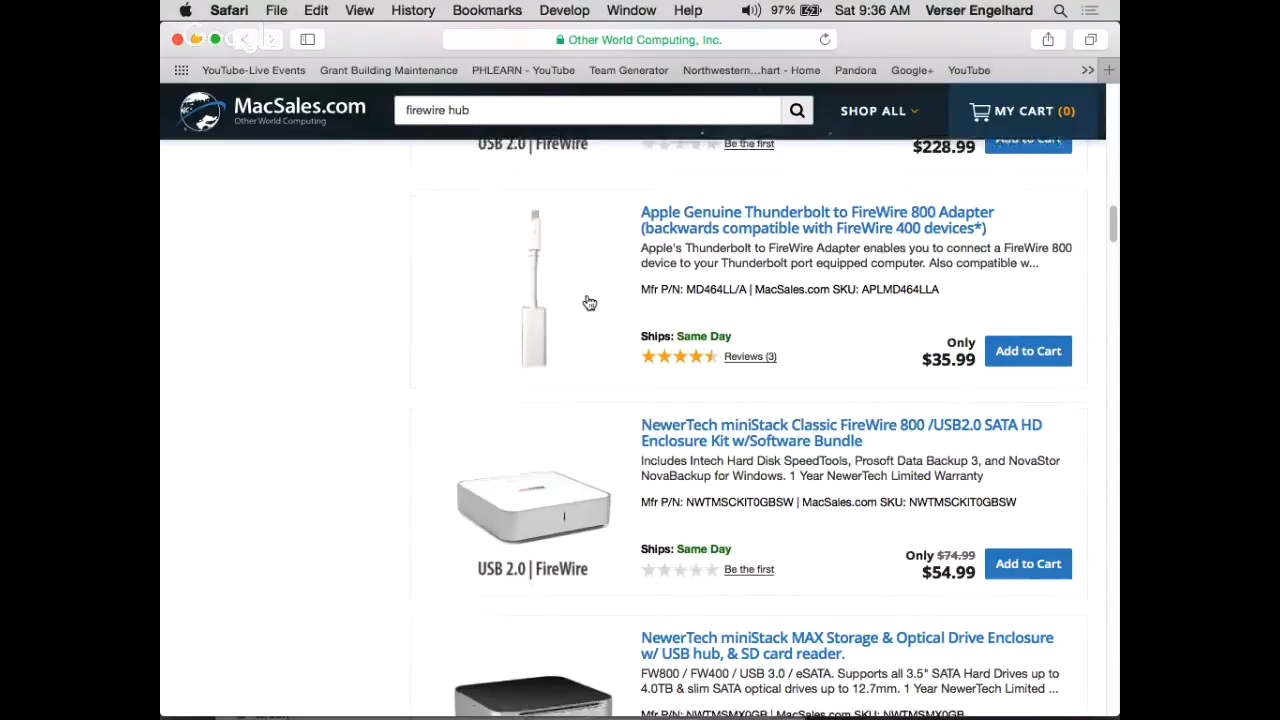 Safari File Edit View History Bookmarks Develop Window Help 97% Sat 9:36 AM Verser Engelhard
Other World Computing, Inc.
YouTube-Live Events Grant Building Maintenance PHLEARN - YouTube Team Generator Northwestern...hart - Home Pandora Google+ YouTube
MacSales.com
Other World Computing
firewire hub
SHOP ALL
MY CART (0)
USB 2.0 | FireWire
Be the first
$228.99
Add to Cart
Apple Genuine Thunderbolt to FireWire 800 Adapter
(backwards compatible with FireWire 400 devices*)
Apple's Thunderbolt to FireWire Adapter enables you to connect a FireWire 800
device to your Thunderbolt port equipped computer. Also compatible w...
Mfr P/N: MD464LL/A | MacSales.com SKU: APLMD464LLA
Ships: Same Day
Reviews (3)
Only
$35.99
Add to Cart
NewerTech miniStack Classic FireWire 800 /USB2.0 SATA HD
Enclosure Kit w/Software Bundle
Includes Intech Hard Disk SpeedTools, Prosoft Data Backup 3, and NovaStor
NovaBackup for Windows. 1 Year NewerTech Limited Warranty
Mfr P/N: NWTMSCKIT0GBSW | MacSales.com SKU: NWTMSCKIT0GBSW
USB 2.0 | FireWire
Ships: Same Day
Be the first
Only $74.99
$54.99
Add to Cart
NewerTech miniStack MAX Storage & Optical Drive Enclosure
w/ USB hub, & SD card reader.
FW800 / FW400 / USB 3.0 / eSATA. Supports all 3.5" SATA Hard Drives up to
4.0TB & slim SATA optical drives up to 12.7mm. 1 Year NewerTech Limited ...
Mfr P/N: NWTMSMX0GB | MacSales.com SKU: NWTMSMX0GB